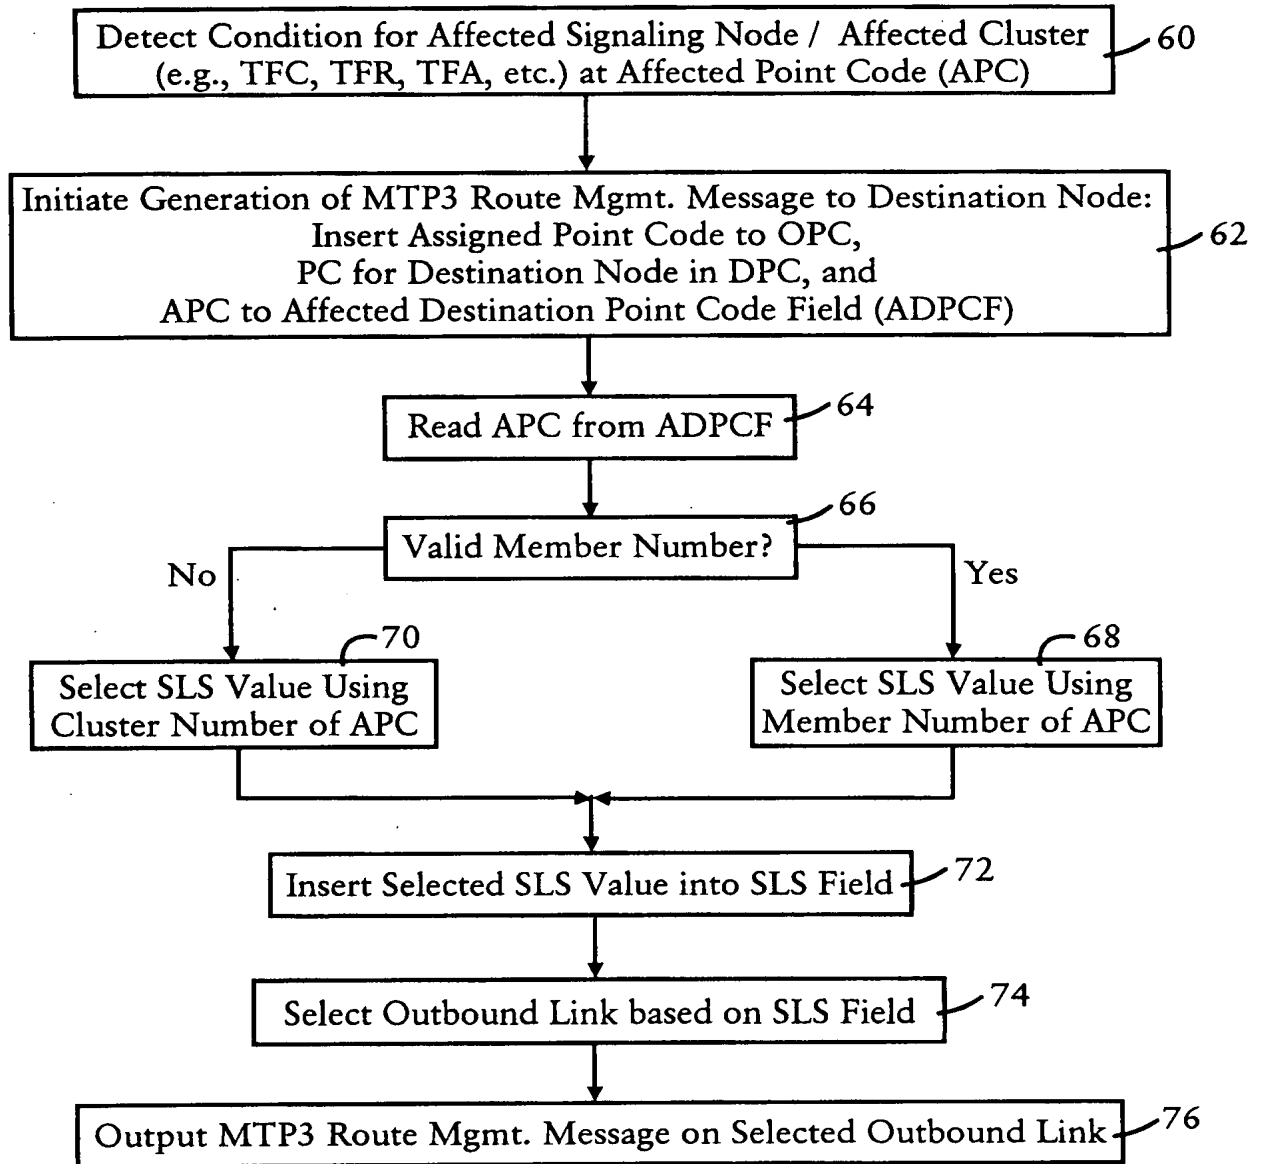 Detect Condition for Affected Signaling Node / Affected Cluster
(e.g., TFC, TFR, TFA, etc.) at Affected Point Code (APC)
60
Initiate Generation of MTP3 Route Mgmt. Message to Destination Node:
Insert Assigned Point Code to OPC,
PC for Destination Node in DPC, and
APC to Affected Destination Point Code Field (ADPCF)
62
Read APC from ADPCF
64
Valid Member Number?
66
No
Yes
70
68
Select SLS Value Using
Cluster Number of APC
Select SLS Value Using
Member Number of APC
Insert Selected SLS Value into SLS Field
72
Select Outbound Link based on SLS Field
74
Output MTP3 Route Mgmt. Message on Selected Outbound Link
76